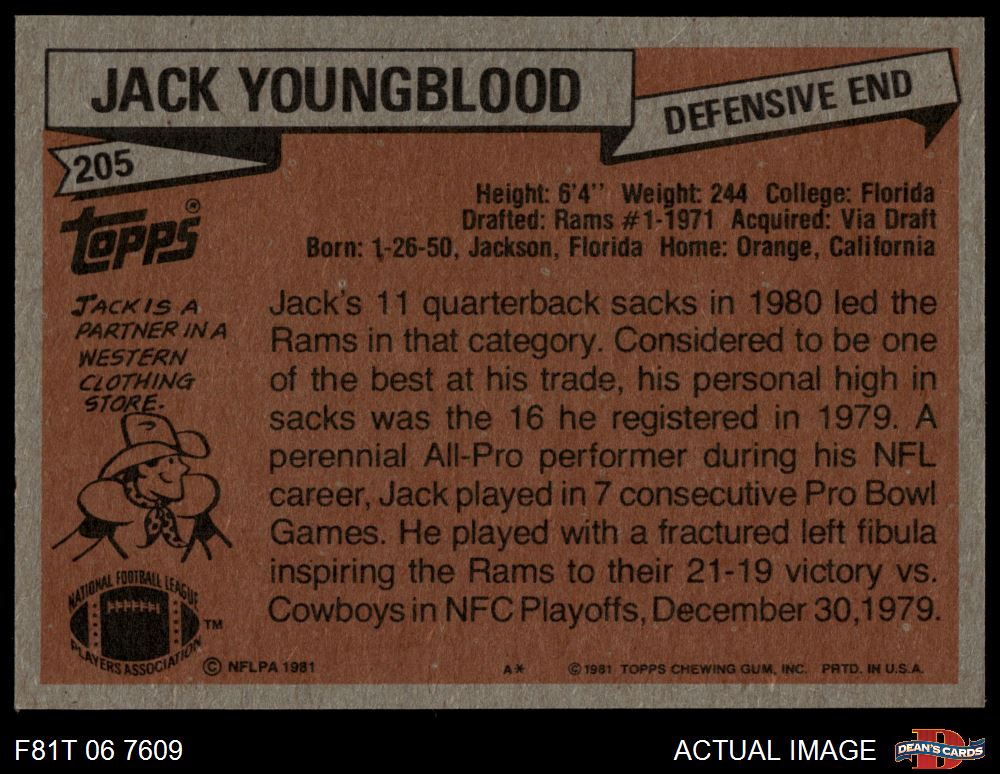 JACK YOUNGBLOOD
DEFENSIVE END
205
TOPPS®
Height: 6'4'' Weight: 244 College: Florida
Drafted: Rams #1-1971 Acquired: Via Draft
Born: 1-26-50, Jackson, Florida Home: Orange, California
JACK IS A
PARTNER IN A
WESTERN
CLOTHING
STORE.
Jack's 11 quarterback sacks in 1980 led the
Rams in that category. Considered to be one
of the best at his trade, his personal high in
sacks was the 16 he registered in 1979. A
perennial All-Pro performer during his NFL
career, Jack played in 7 consecutive Pro Bowl
Games. He played with a fractured left fibula
inspiring the Rams to their 21-19 victory vs.
Cowboys in NFC Playoffs, December 30,1979.
NATIONAL FOOTBALL LEAGUE
PLAYERS ASSOCIATION
TM
© NFLPA 1981
A*
© 1981 TOPPS CHEWING GUM, INC. PRTD. IN U.S.A.
F81T 06 7609
ACTUAL IMAGE
DEAN'S CARDS